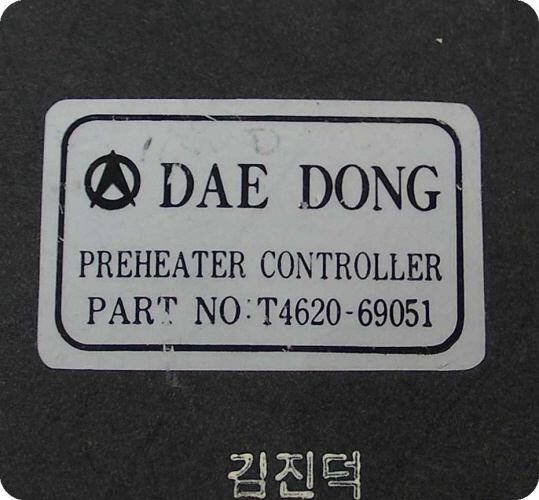 DAE DONG
PREHEATER CONTROLLER
PART NO:T4620-69051
김진덕